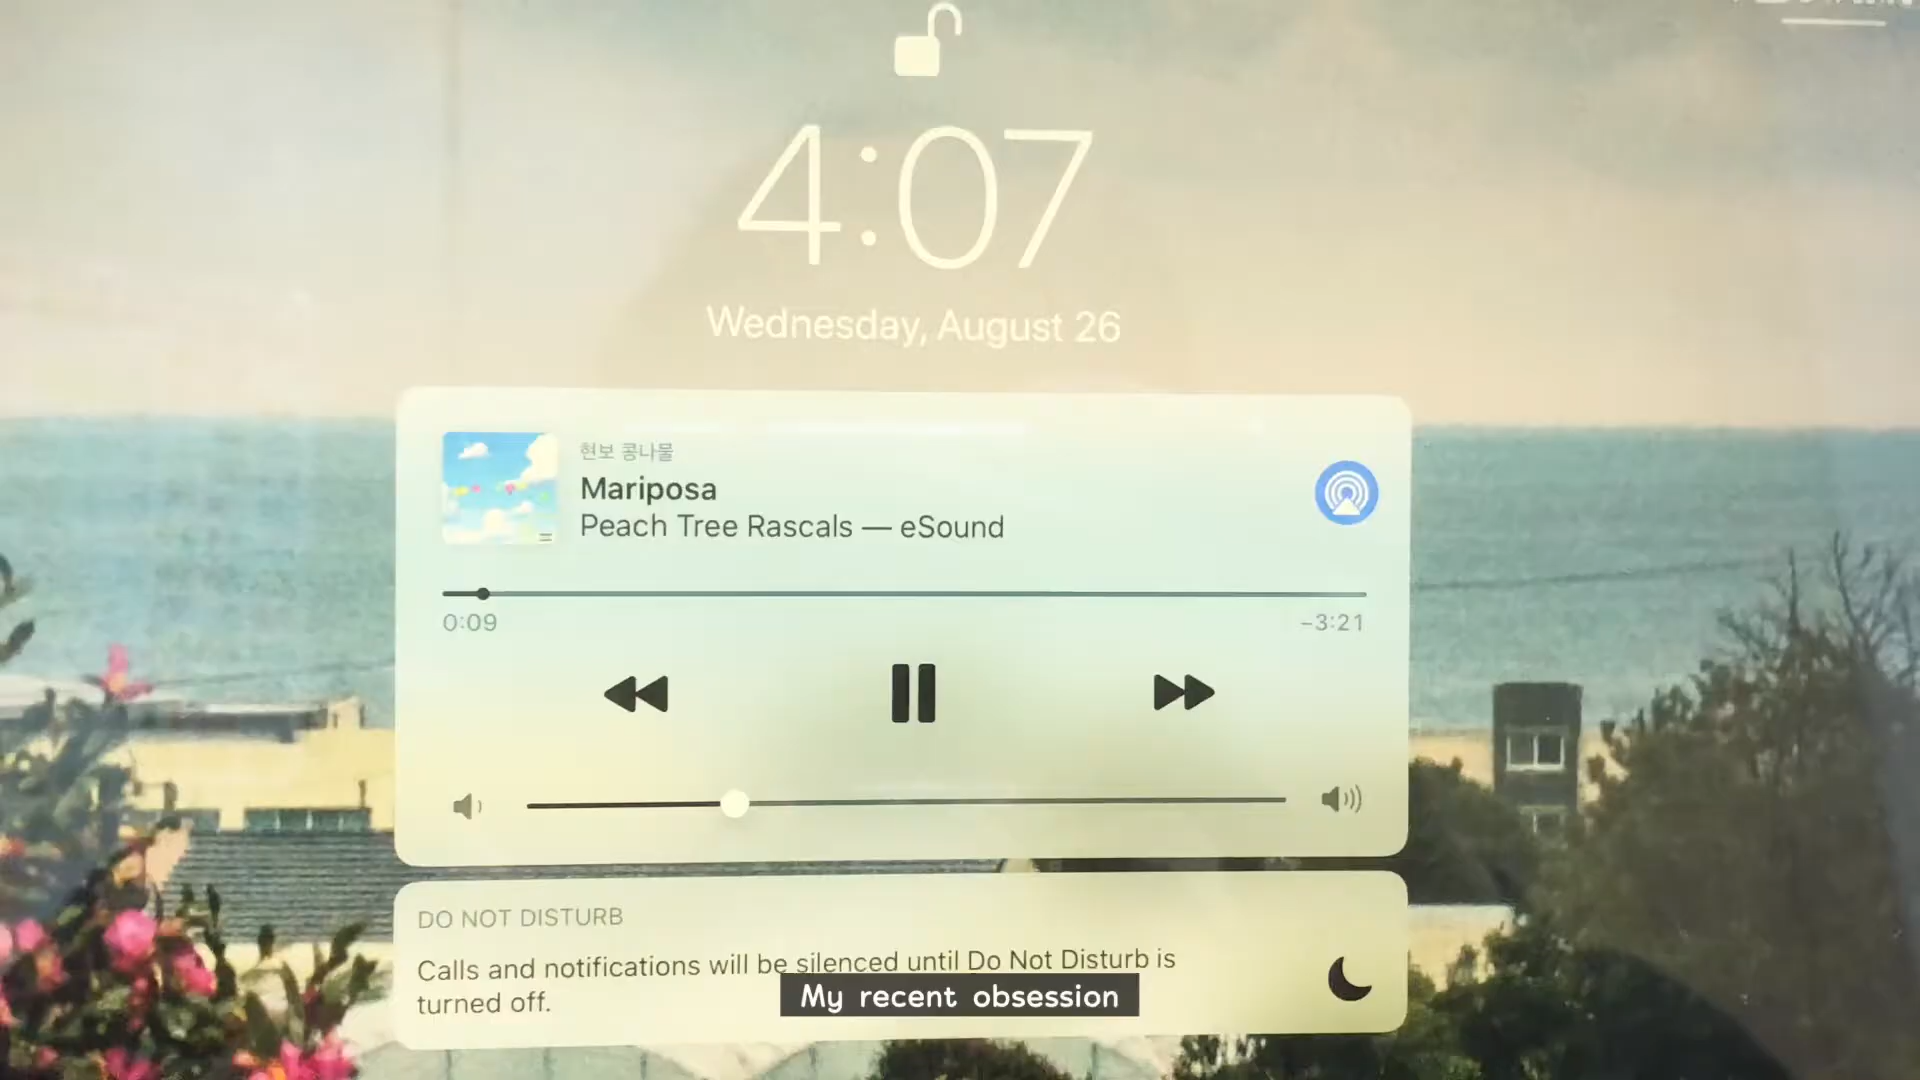 4:07
Wednesday, August 26
현보 콩나물
Mariposa
Peach Tree Rascals — eSound
0:09
-3:21
DO NOT DISTURB
Calls and notifications will be silenced until Do Not Disturb is
turned off.
My recent obsession